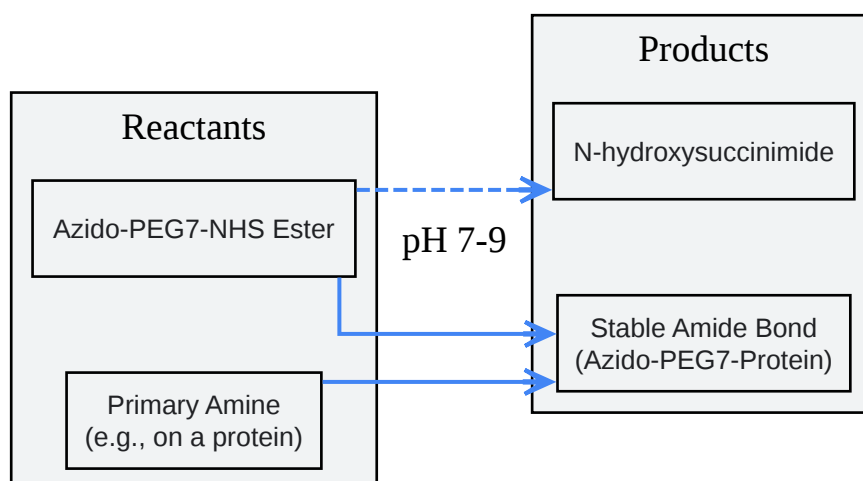 Reactants
Azido-PEG7-NHS Ester
Primary Amine
(e.g., on a protein)
pH 7-9
Products
N-hydroxysuccinimide
Stable Amide Bond
(Azido-PEG7-Protein)